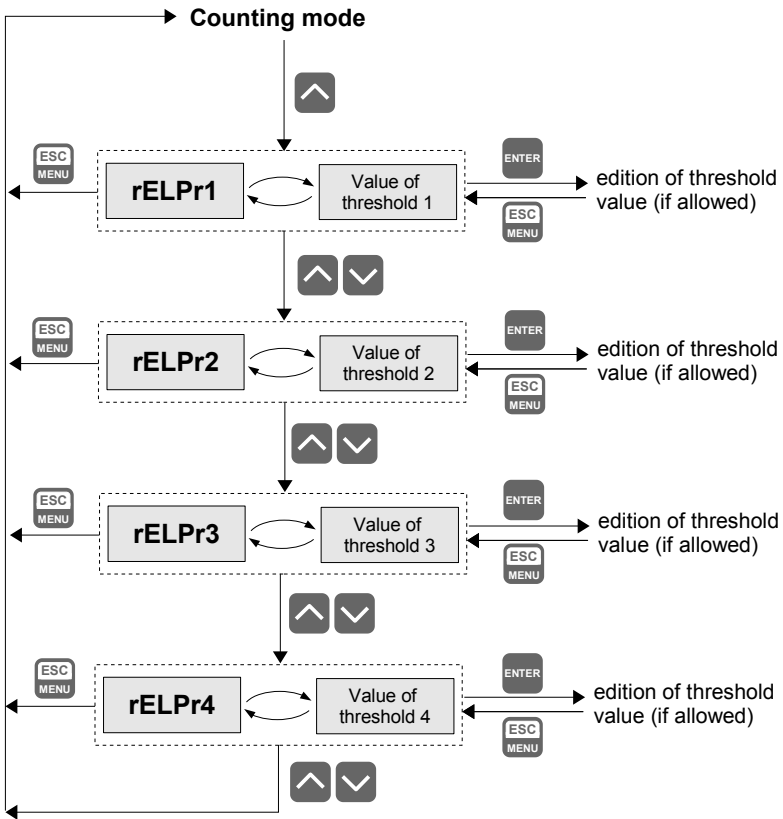 Counting mode
ESC
MENU
rELPr1
Value of
threshold 1
ENTER
ESC
MENU
edition of threshold
value (if allowed)
ESC
MENU
rELPr2
Value of
threshold 2
ENTER
ESC
MENU
edition of threshold
value (if allowed)
ESC
MENU
rELPr3
Value of
threshold 3
ENTER
ESC
MENU
edition of threshold
value (if allowed)
ESC
MENU
rELPr4
Value of
threshold 4
ENTER
ESC
MENU
edition of threshold
value (if allowed)